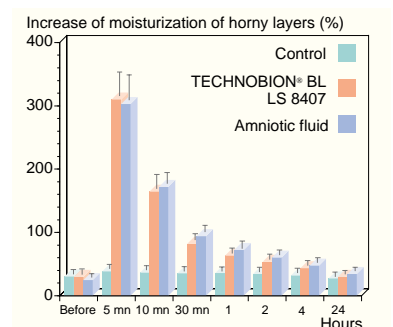 Increase of moisturization of horny layers (%)
400
300
200
100
0
Control
TECHNOBION® BL
LS 8407
Amniotic fluid
Before 5 mn 10 mn 30 mn 1 2 4 24
Hours